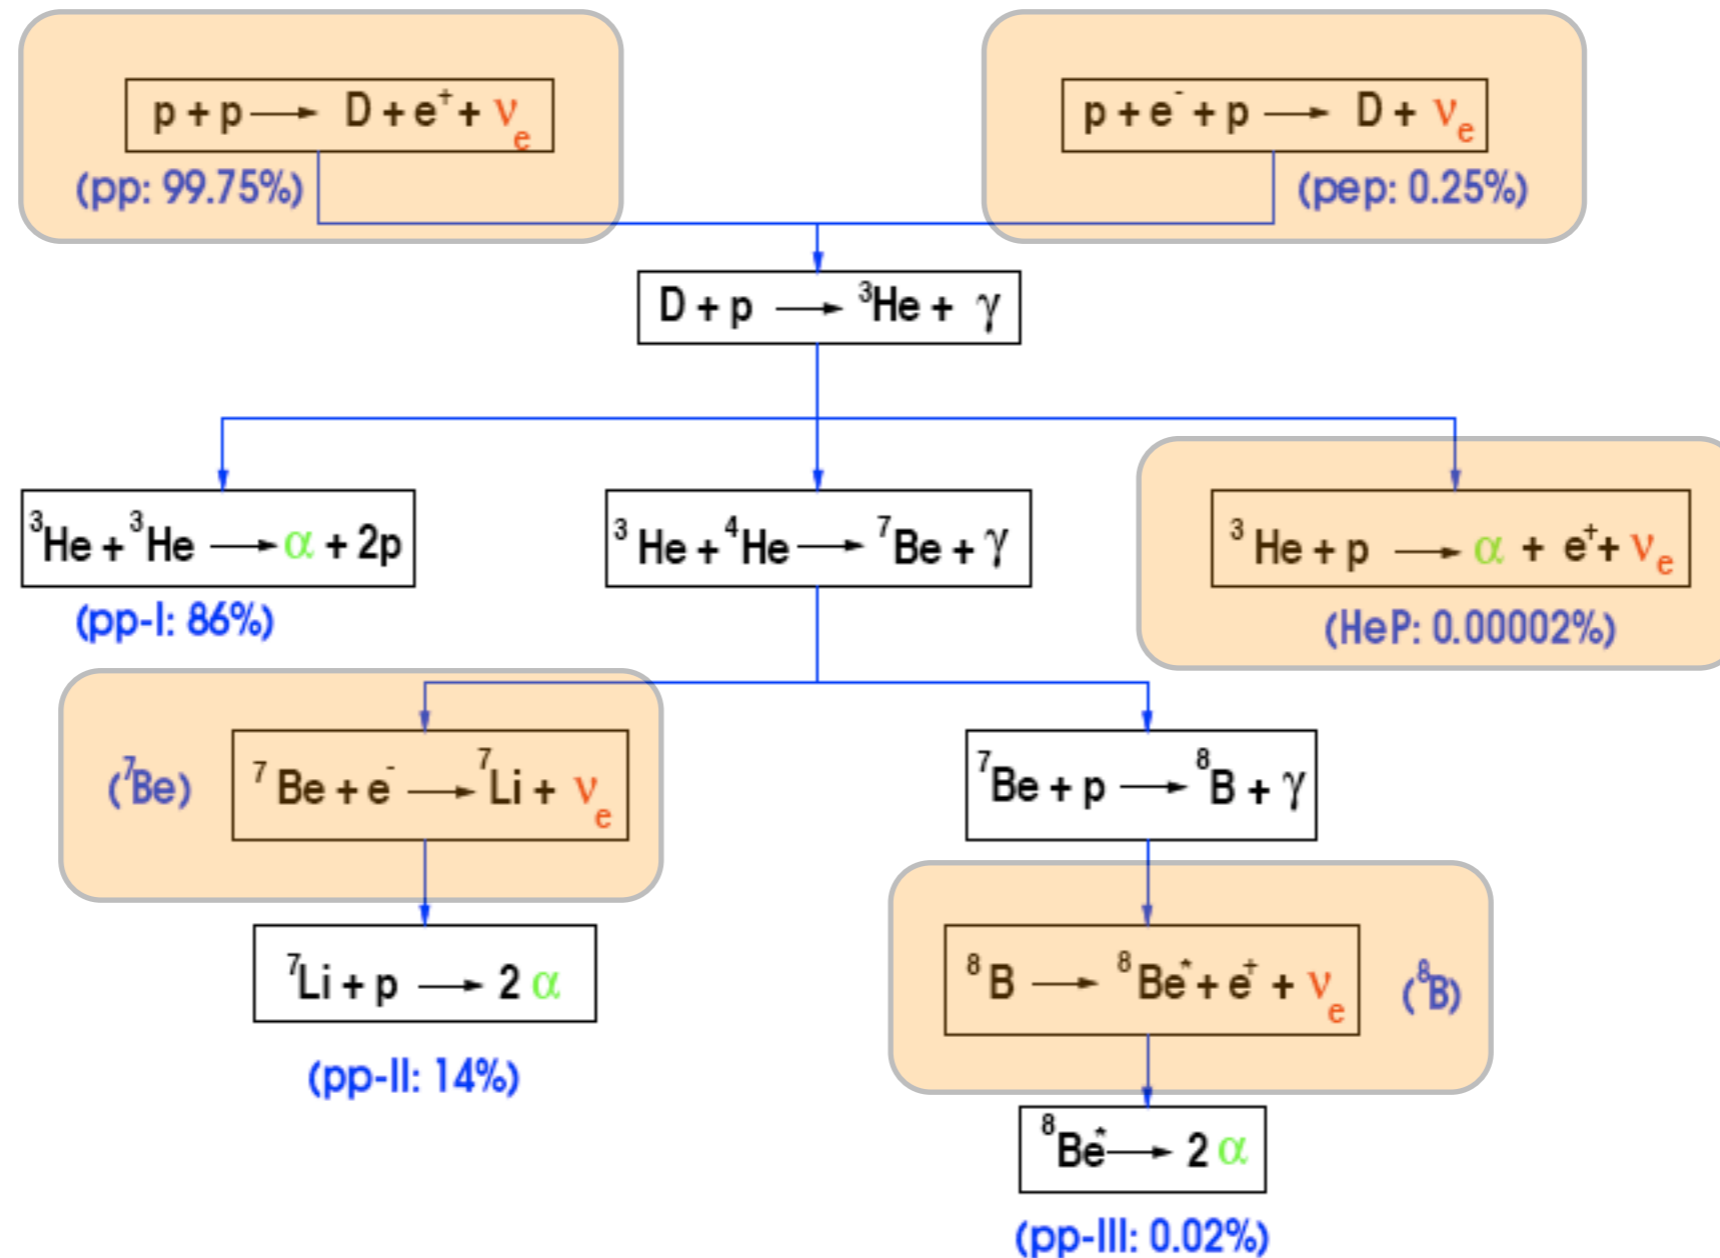 p + p ⟶ D + e⁺ + νₑ
(pp: 99.75%)
p + e⁻ + p ⟶ D + νₑ
(pep: 0.25%)
D + p ⟶ ³He + γ
³He + ³He ⟶ α + 2p
(pp-I: 86%)
³He + ⁴He ⟶ ⁷Be + γ
³He + p ⟶ α + e⁺ + νₑ
(HeP: 0.00002%)
(⁷Be)
⁷Be + e⁻ ⟶ ⁷Li + νₑ
⁷Be + p ⟶ ⁸B + γ
⁷Li + p ⟶ 2 α
(pp-II: 14%)
⁸B ⟶ ⁸Be* + e⁺ + νₑ
(⁸B)
⁸Be* ⟶ 2 α
(pp-III: 0.02%)